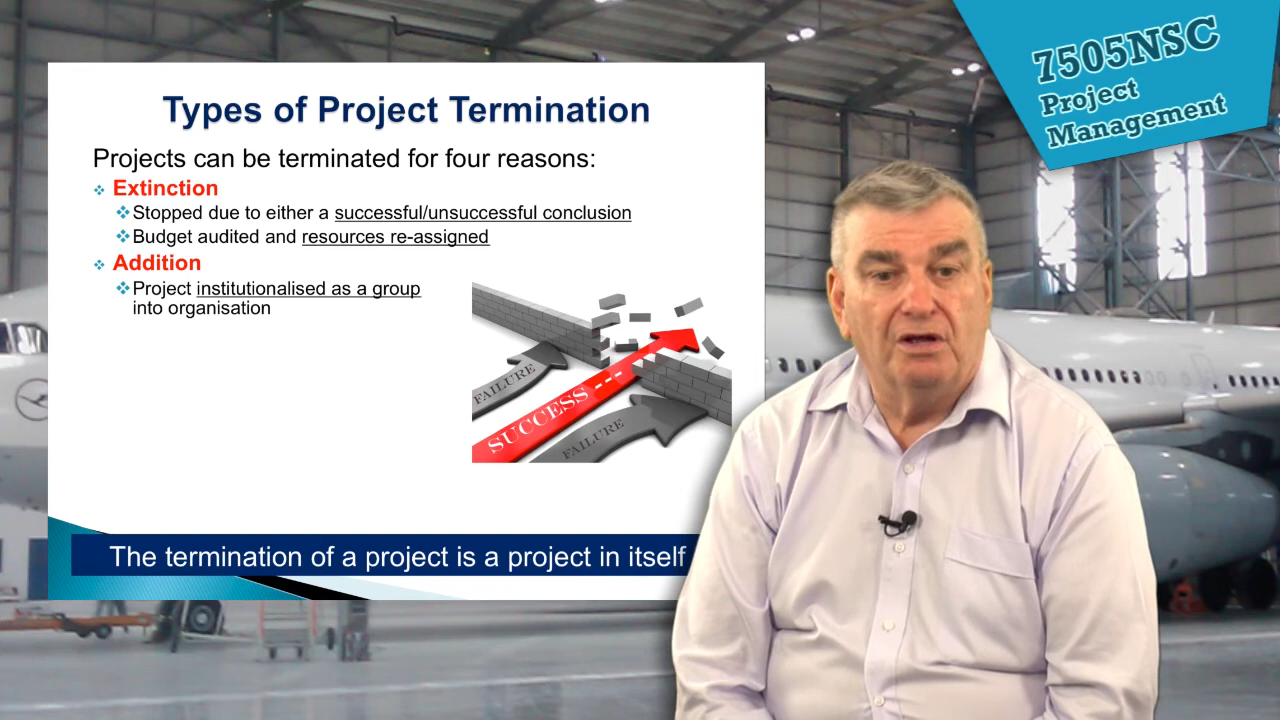 7505NSC
Project
Management
Types of Project Termination
Projects can be terminated for four reasons:
Extinction
Stopped due to either a successful/unsuccessful conclusion
Budget audited and resources re-assigned
Addition
Project institutionalised as a group
into organisation
FAILURE
SUCCESS
FAILURE
The termination of a project is a project in itself